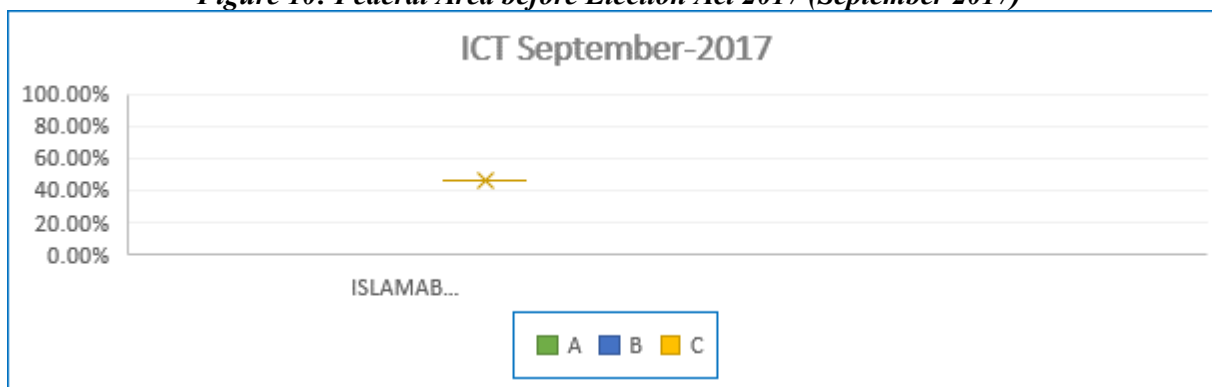 Figure 10: Federal Area before Election Act 2017 (September 2017)
ICT September-2017
100.00%
80.00%
60.00%
40.00%
20.00%
0.00%
ISLAMAB...
A B C